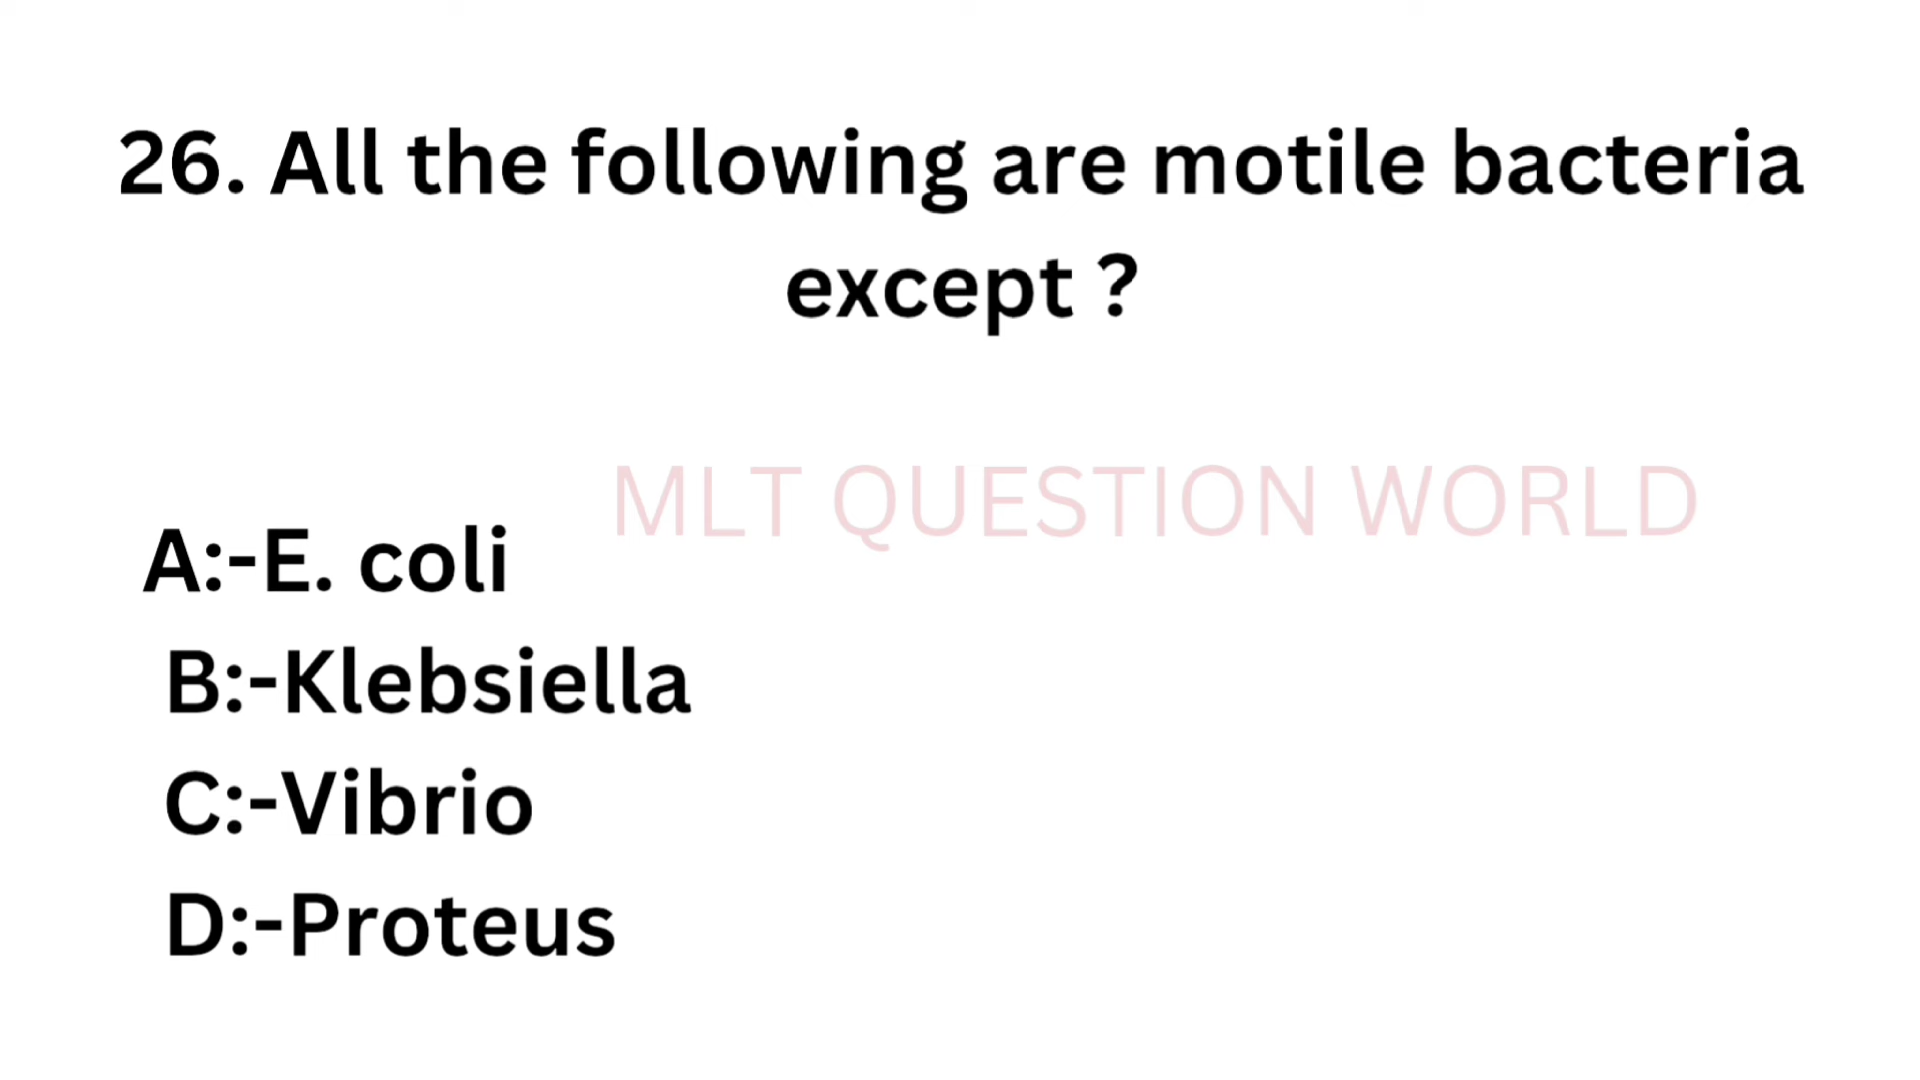 26. All the following are motile bacteria
except ?
MLT QUESTION WORLD
A:-E. coli
B:-Klebsiella
C:-Vibrio
D:-Proteus